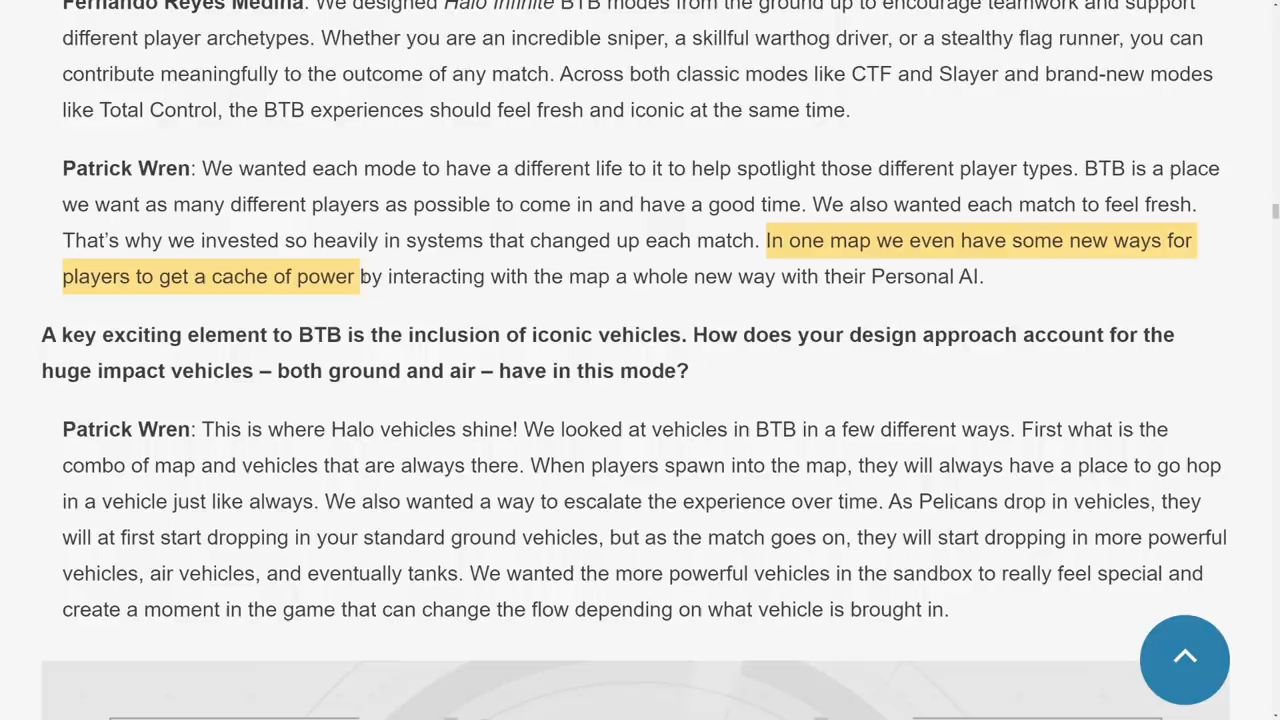 Fernando Reyes Medina: We designed Halo Infinite BTB modes from the ground up to encourage teamwork and support
different player archetypes. Whether you are an incredible sniper, a skillful warthog driver, or a stealthy flag runner, you can
contribute meaningfully to the outcome of any match. Across both classic modes like CTF and Slayer and brand-new modes
like Total Control, the BTB experiences should feel fresh and iconic at the same time.
Patrick Wren: We wanted each mode to have a different life to it to help spotlight those different player types. BTB is a place
we want as many different players as possible to come in and have a good time. We also wanted each match to feel fresh.
That’s why we invested so heavily in systems that changed up each match. In one map we even have some new ways for
players to get a cache of power by interacting with the map a whole new way with their Personal AI.
A key exciting element to BTB is the inclusion of iconic vehicles. How does your design approach account for the
huge impact vehicles – both ground and air – have in this mode?
Patrick Wren: This is where Halo vehicles shine! We looked at vehicles in BTB in a few different ways. First what is the
combo of map and vehicles that are always there. When players spawn into the map, they will always have a place to go hop
in a vehicle just like always. We also wanted a way to escalate the experience over time. As Pelicans drop in vehicles, they
will at first start dropping in your standard ground vehicles, but as the match goes on, they will start dropping in more powerful
vehicles, air vehicles, and eventually tanks. We wanted the more powerful vehicles in the sandbox to really feel special and
create a moment in the game that can change the flow depending on what vehicle is brought in.